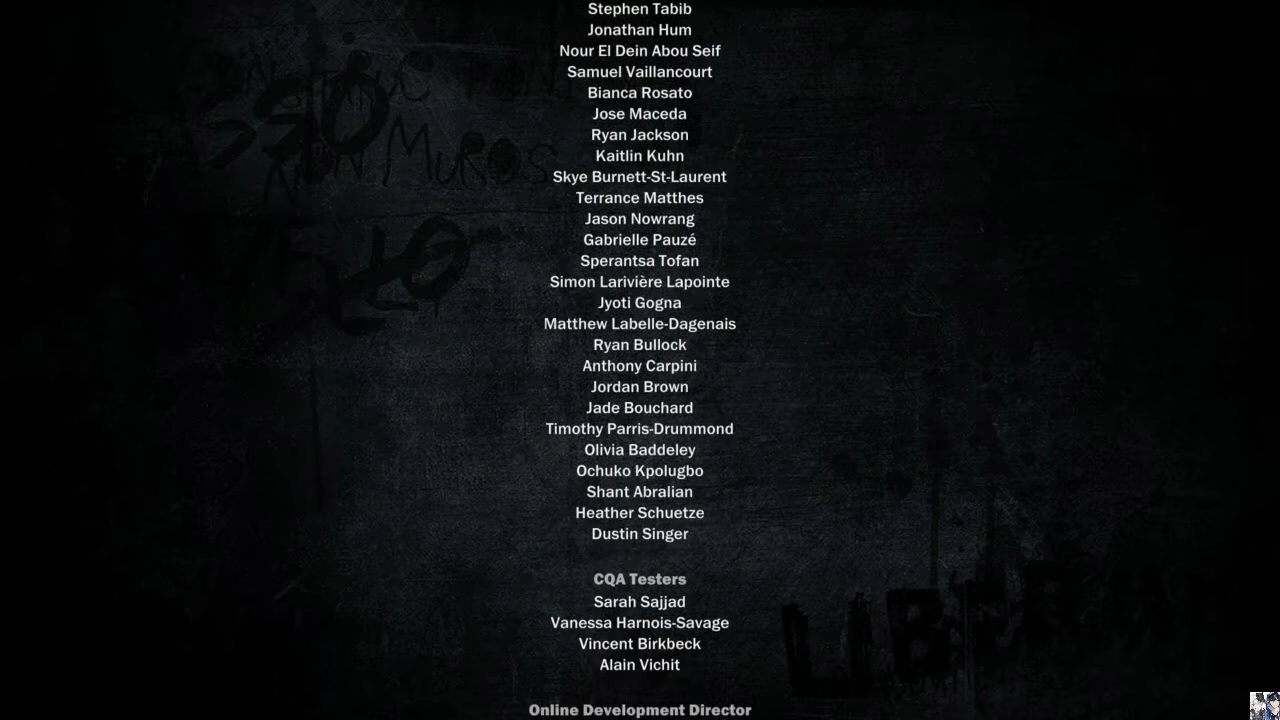 Stephen Tabib
Jonathan Hum
Nour El Dein Abou Seif
Samuel Vaillancourt
Bianca Rosato
Jose Maceda
Ryan Jackson
Kaitlin Kuhn
Skye Burnett-St-Laurent
Terrance Matthes
Jason Nowrang
Gabrielle Pauzé
Sperantsa Tofan
Simon Larivière Lapointe
Jyoti Gogna
Matthew Labelle-Dagenais
Ryan Bullock
Anthony Carpini
Jordan Brown
Jade Bouchard
Timothy Parris-Drummond
Olivia Baddeley
Ochuko Kpolugbo
Shant Abralian
Heather Schuetze
Dustin Singer
CQA Testers
Sarah Sajjad
Vanessa Harnois-Savage
Vincent Birkbeck
Alain Vichit
Online Development Director
MUROS